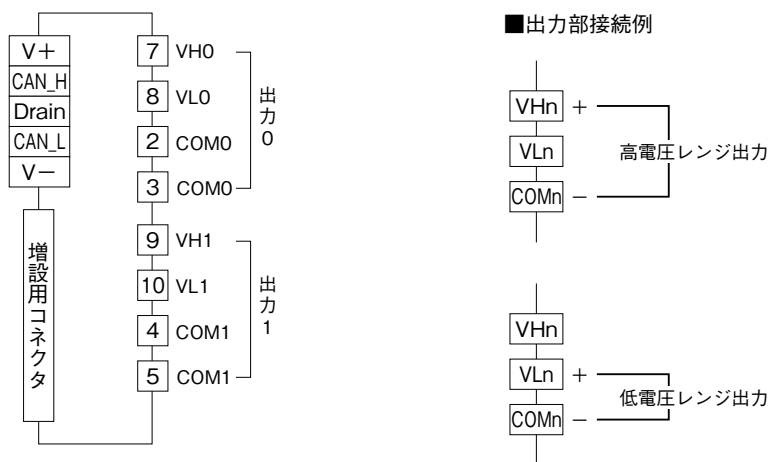 V+
CAN_H
Drain
CAN_L
V−
増設用コネクタ
7 VH0
8 VL0
2 COM0
3 COM0
出力0
9 VH1
10 VL1
4 COM1
5 COM1
出力1
■出力部接続例
VHn +
VLn
COMn −
高電圧レンジ出力
VHn
VLn +
COMn −
低電圧レンジ出力